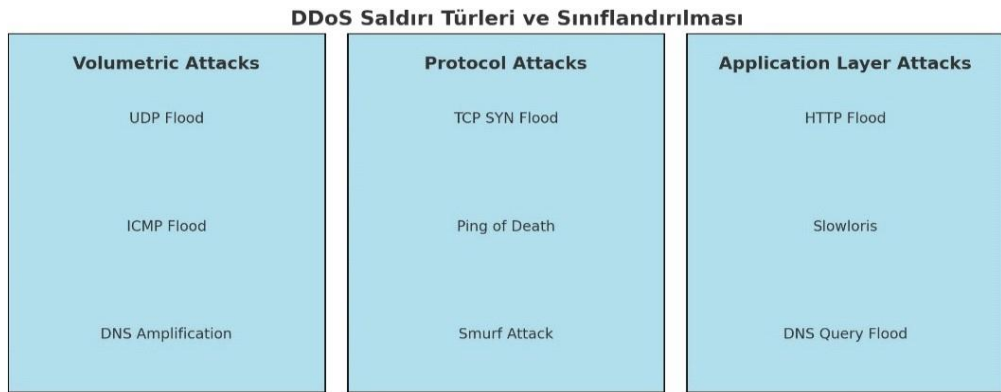 DDoS Saldırı Türleri ve Sınıflandırılması
Volumetric Attacks
UDP Flood
ICMP Flood
DNS Amplification
Protocol Attacks
TCP SYN Flood
Ping of Death
Smurf Attack
Application Layer Attacks
HTTP Flood
Slowloris
DNS Query Flood